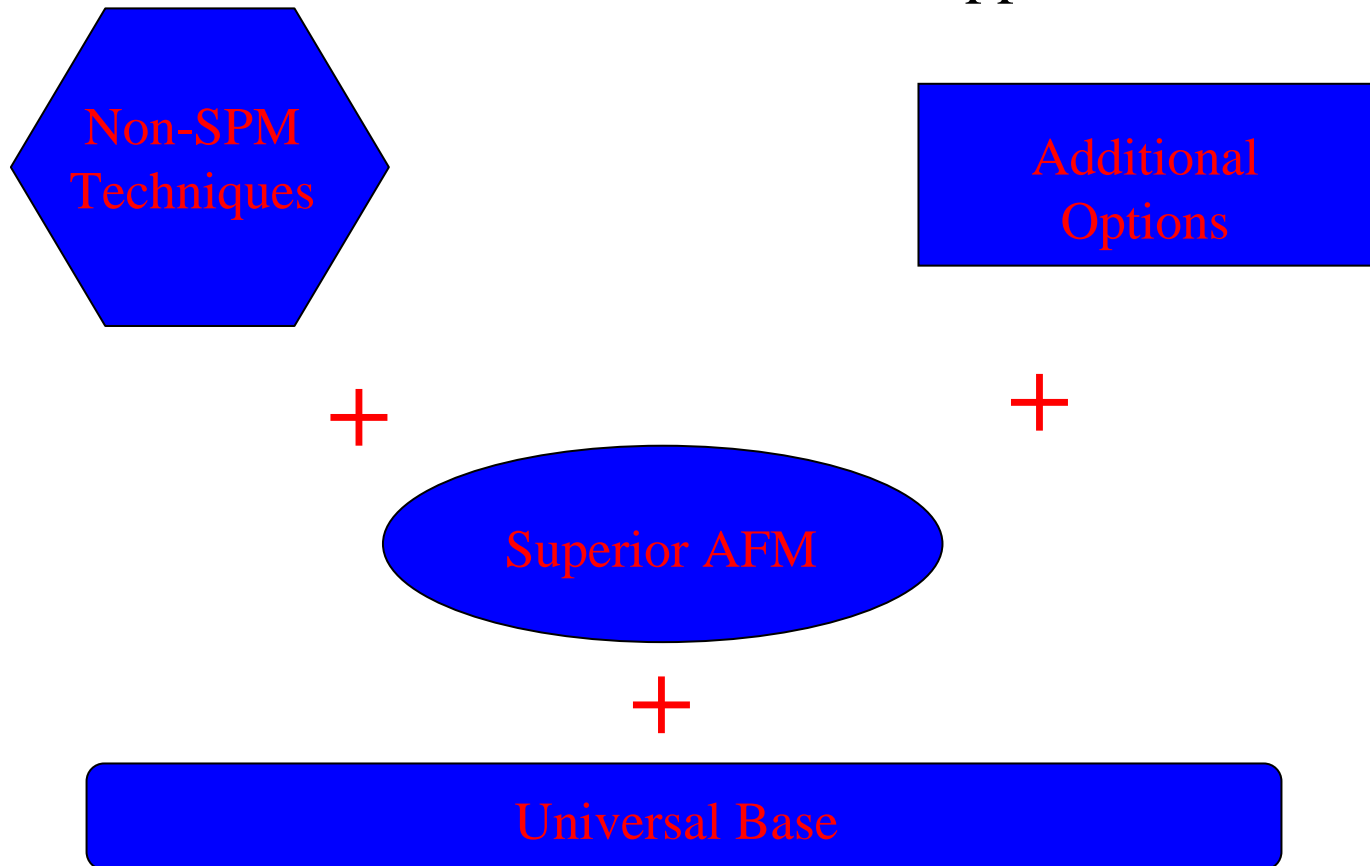 Non-SPM
Techniques
Additional
Options
+
+
Superior AFM
+
Universal Base